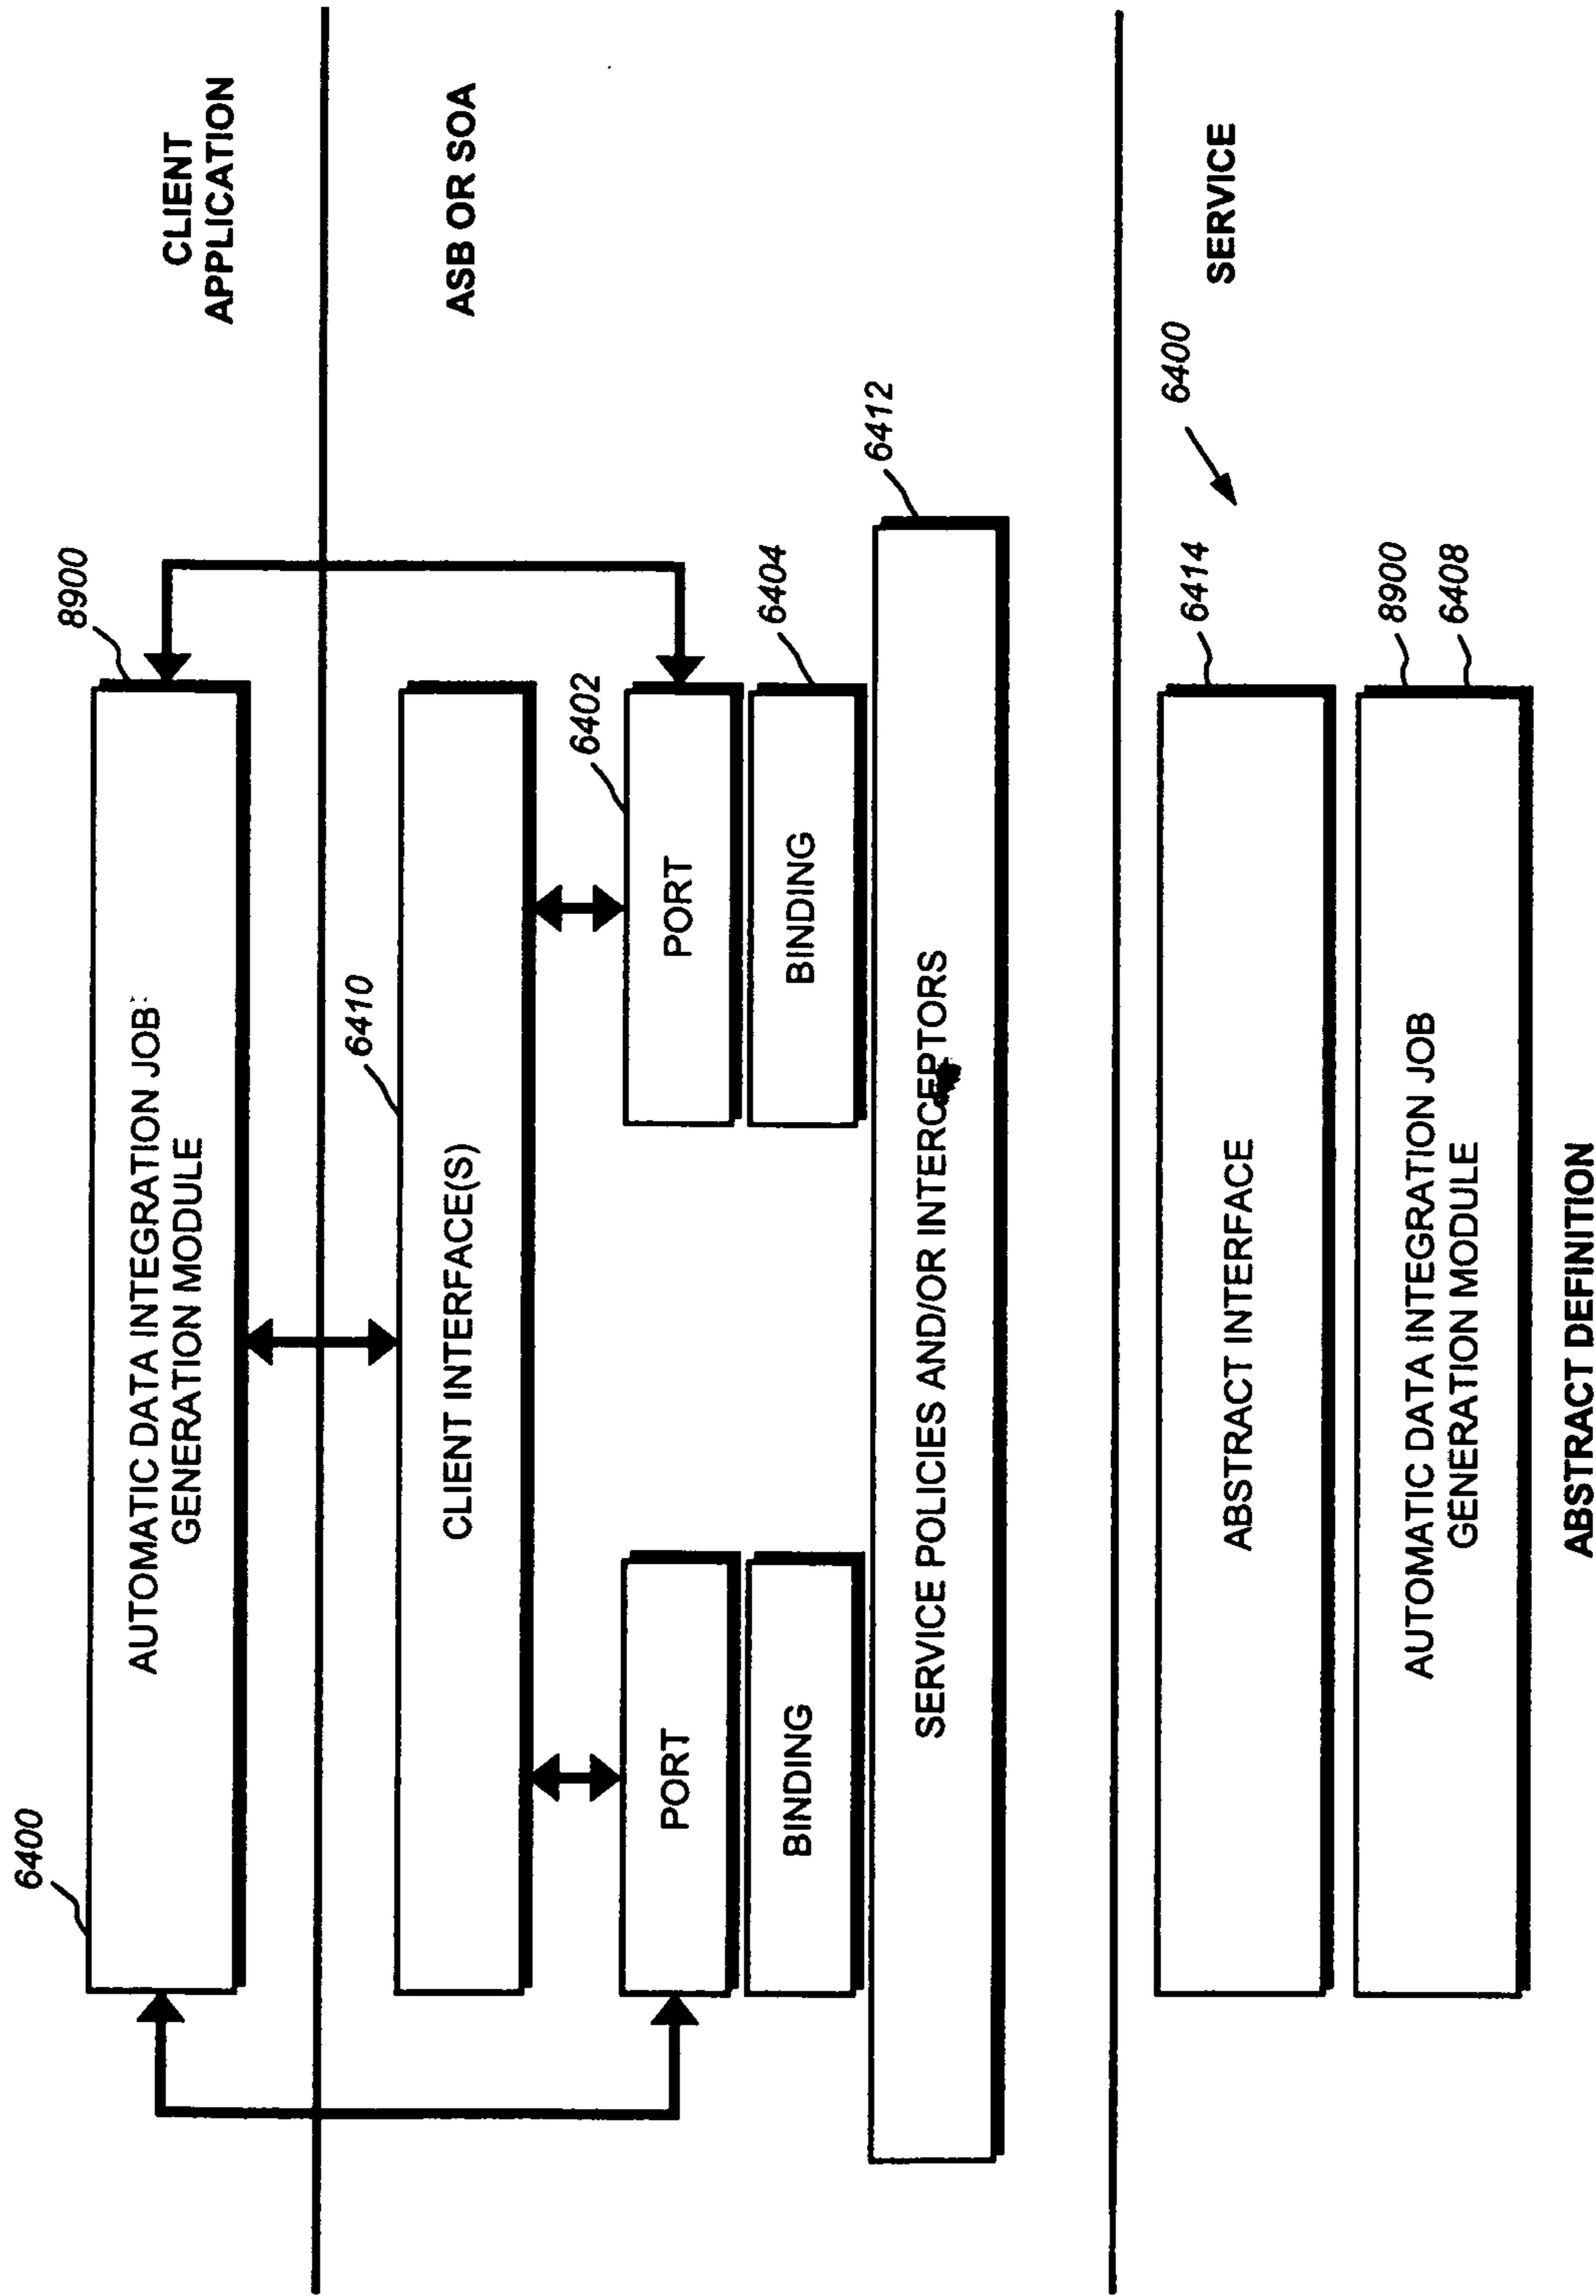 6400
8900
AUTOMATIC DATA INTEGRATION JOB
GENERATION MODULE
CLIENT
APPLICATION
6410
CLIENT INTERFACE(S)
ASB OR SOA
6402
PORT
PORT
6404
BINDING
BINDING
6412
SERVICE POLICIES AND/OR INTERCEPTORS
SERVICE
6400
6414
ABSTRACT INTERFACE
8900
6408
AUTOMATIC DATA INTEGRATION JOB
GENERATION MODULE
ABSTRACT DEFINITION